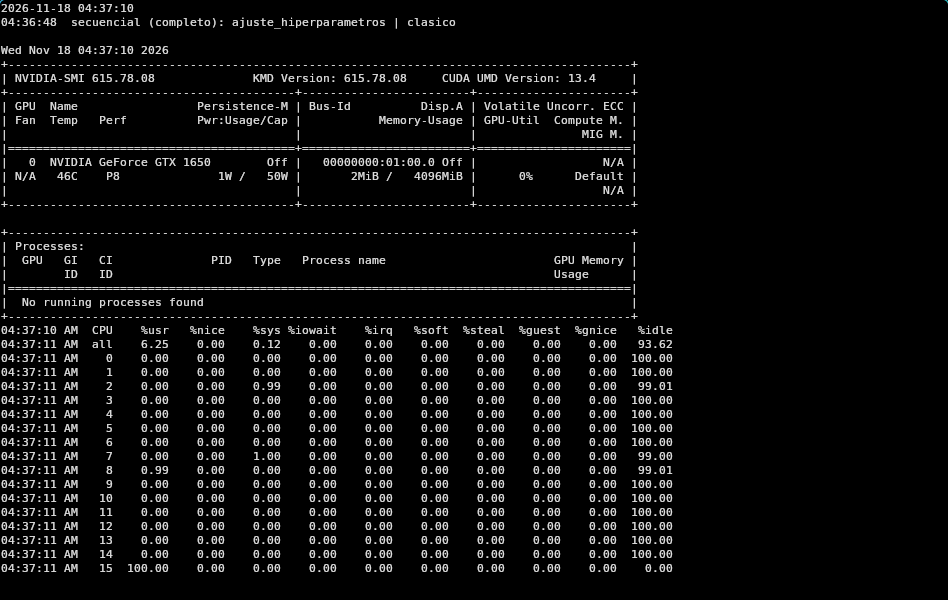 2026-11-18 04:37:10
04:36:48  secuencial (completo): ajuste_hiperparametros | clasico

Wed Nov 18 04:37:10 2026
+-----------------------------------------------------------------------------------------+
| NVIDIA-SMI 615.78.08              KMD Version: 615.78.08     CUDA UMD Version: 13.4     |
+-----------------------------------------+------------------------+----------------------+
| GPU  Name                 Persistence-M | Bus-Id          Disp.A | Volatile Uncorr. ECC |
| Fan  Temp   Perf          Pwr:Usage/Cap |           Memory-Usage | GPU-Util  Compute M. |
|                                         |                        |               MIG M. |
|=========================================+========================+======================|
|   0  NVIDIA GeForce GTX 1650        Off |   00000000:01:00.0 Off |                  N/A |
| N/A   46C    P8               1W /   50W |       2MiB /   4096MiB |      0%      Default |
|                                         |                        |                  N/A |
+-----------------------------------------+------------------------+----------------------+

+-----------------------------------------------------------------------------------------+
| Processes:                                                                              |
|  GPU   GI   CI              PID   Type   Process name                        GPU Memory |
|        ID   ID                                                               Usage      |
|=========================================================================================|
|  No running processes found                                                             |
+-----------------------------------------------------------------------------------------+
04:37:10 AM  CPU    %usr   %nice    %sys %iowait    %irq   %soft  %steal  %guest  %gnice   %idle
04:37:11 AM  all    6.25    0.00    0.12    0.00    0.00    0.00    0.00    0.00    0.00   93.62
04:37:11 AM    0    0.00    0.00    0.00    0.00    0.00    0.00    0.00    0.00    0.00  100.00
04:37:11 AM    1    0.00    0.00    0.00    0.00    0.00    0.00    0.00    0.00    0.00  100.00
04:37:11 AM    2    0.00    0.00    0.99    0.00    0.00    0.00    0.00    0.00    0.00   99.01
04:37:11 AM    3    0.00    0.00    0.00    0.00    0.00    0.00    0.00    0.00    0.00  100.00
04:37:11 AM    4    0.00    0.00    0.00    0.00    0.00    0.00    0.00    0.00    0.00  100.00
04:37:11 AM    5    0.00    0.00    0.00    0.00    0.00    0.00    0.00    0.00    0.00  100.00
04:37:11 AM    6    0.00    0.00    0.00    0.00    0.00    0.00    0.00    0.00    0.00  100.00
04:37:11 AM    7    0.00    0.00    1.00    0.00    0.00    0.00    0.00    0.00    0.00   99.00
04:37:11 AM    8    0.99    0.00    0.00    0.00    0.00    0.00    0.00    0.00    0.00   99.01
04:37:11 AM    9    0.00    0.00    0.00    0.00    0.00    0.00    0.00    0.00    0.00  100.00
04:37:11 AM   10    0.00    0.00    0.00    0.00    0.00    0.00    0.00    0.00    0.00  100.00
04:37:11 AM   11    0.00    0.00    0.00    0.00    0.00    0.00    0.00    0.00    0.00  100.00
04:37:11 AM   12    0.00    0.00    0.00    0.00    0.00    0.00    0.00    0.00    0.00  100.00
04:37:11 AM   13    0.00    0.00    0.00    0.00    0.00    0.00    0.00    0.00    0.00  100.00
04:37:11 AM   14    0.00    0.00    0.00    0.00    0.00    0.00    0.00    0.00    0.00  100.00
04:37:11 AM   15  100.00    0.00    0.00    0.00    0.00    0.00    0.00    0.00    0.00    0.00